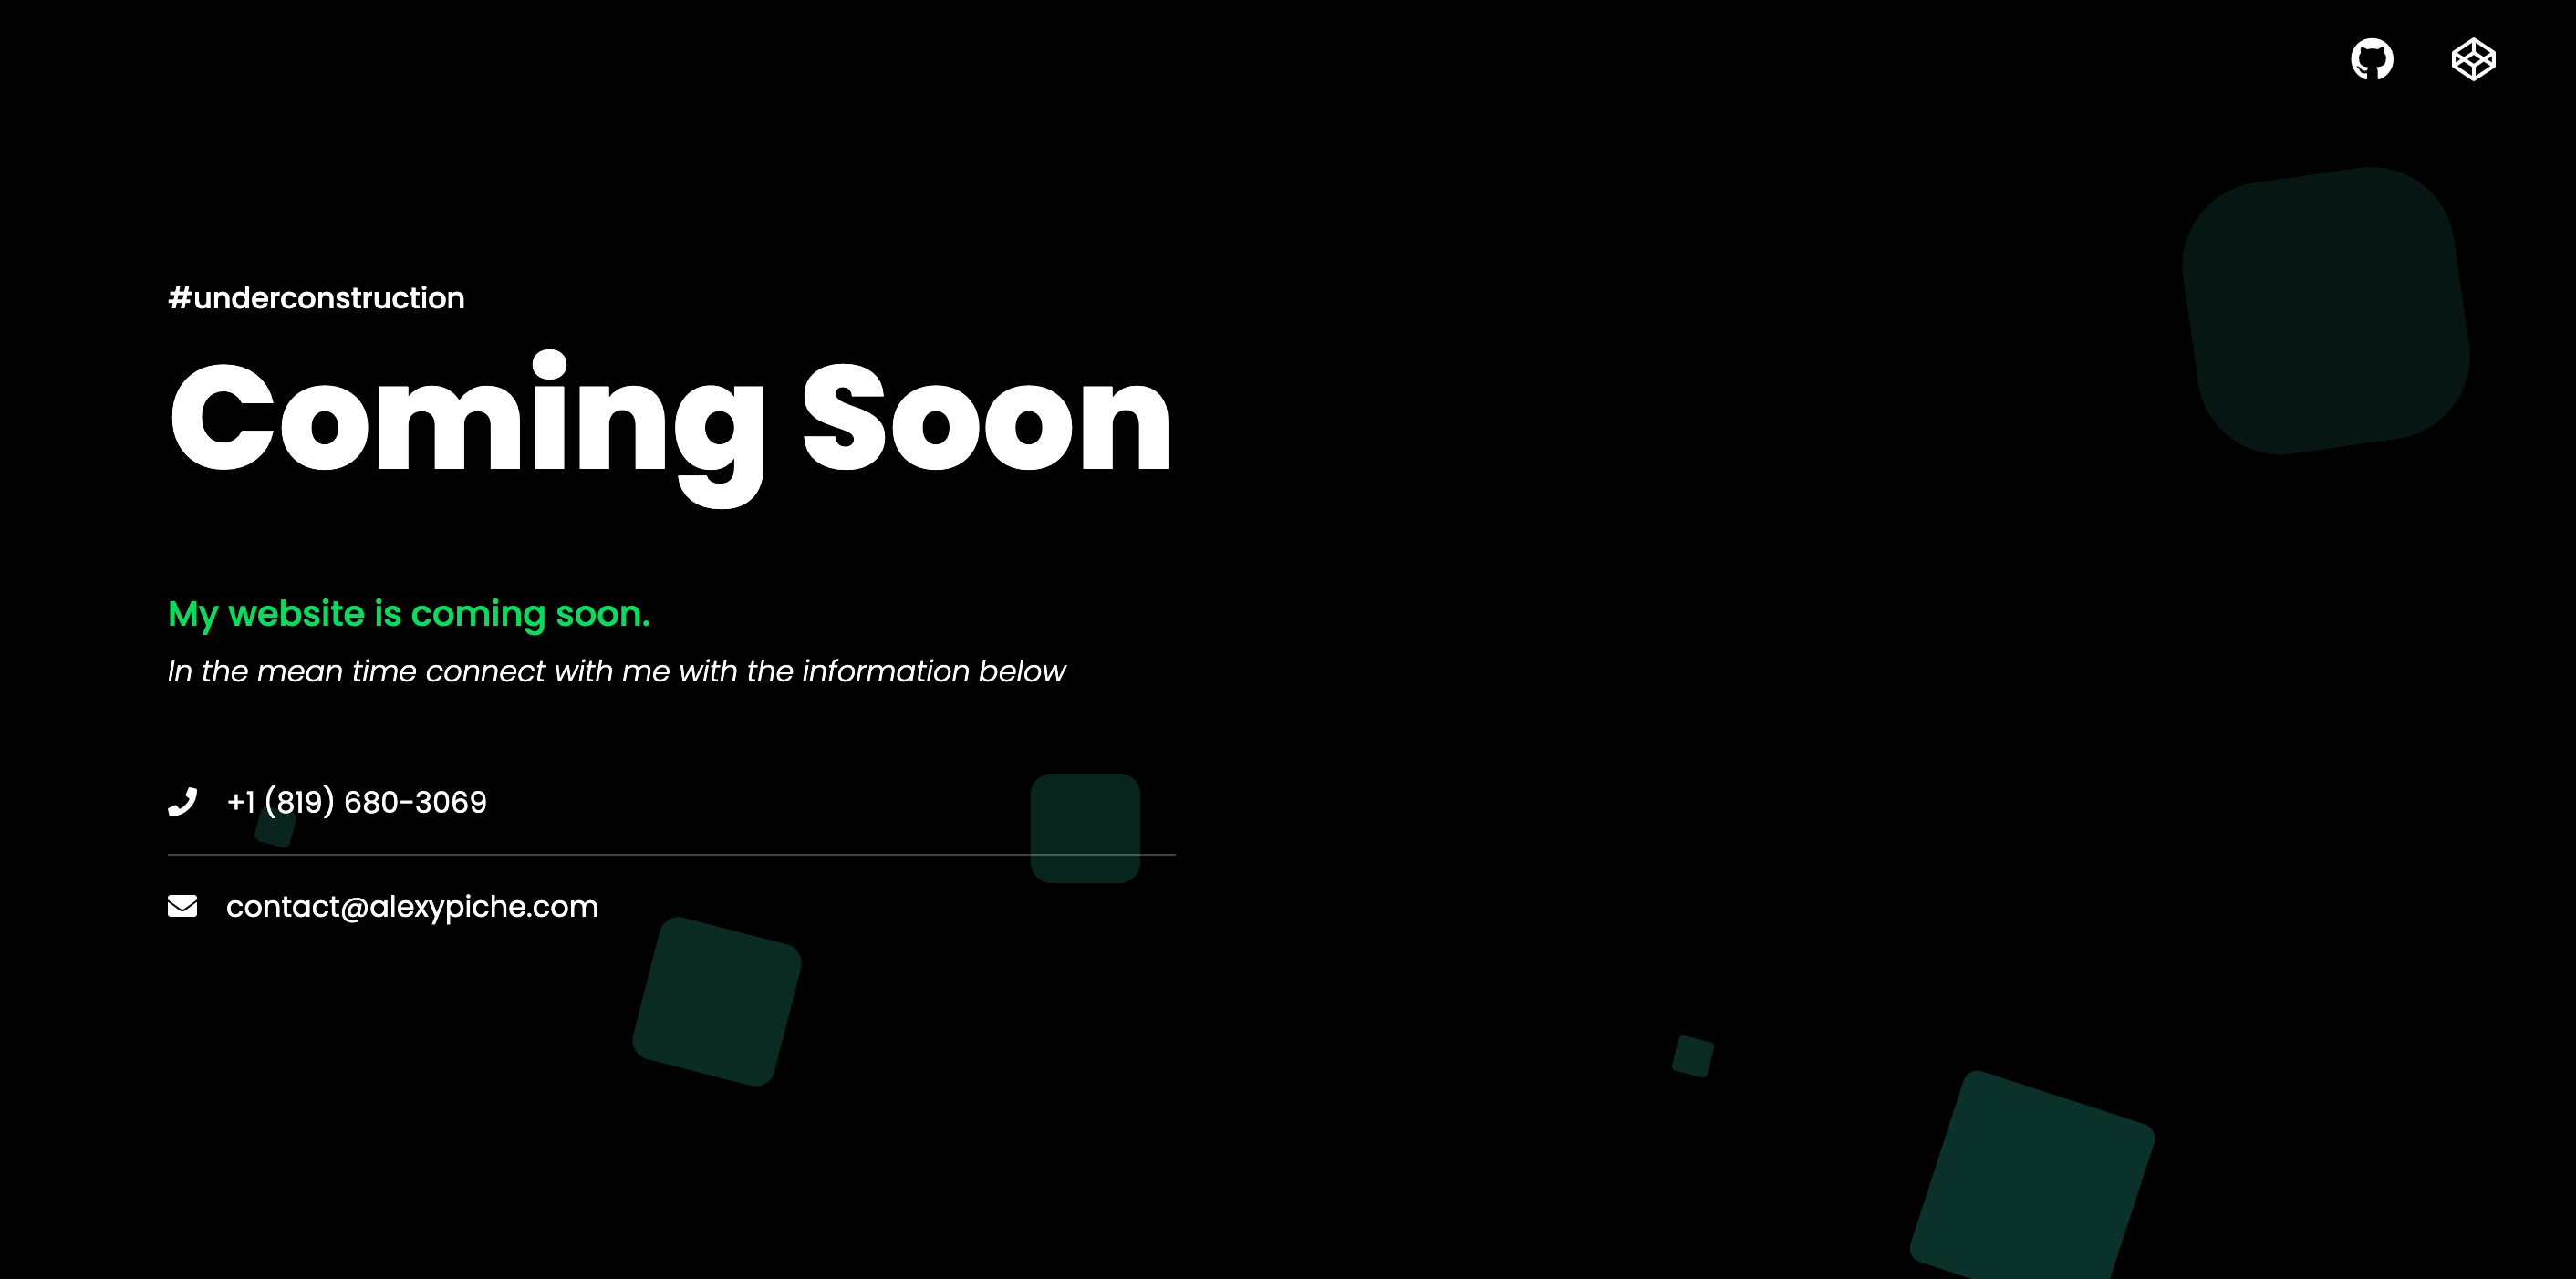 #underconstruction
Coming Soon
My website is coming soon.
In the mean time connect with me with the information below
+1 (819) 680-3069
contact@alexypiche.com